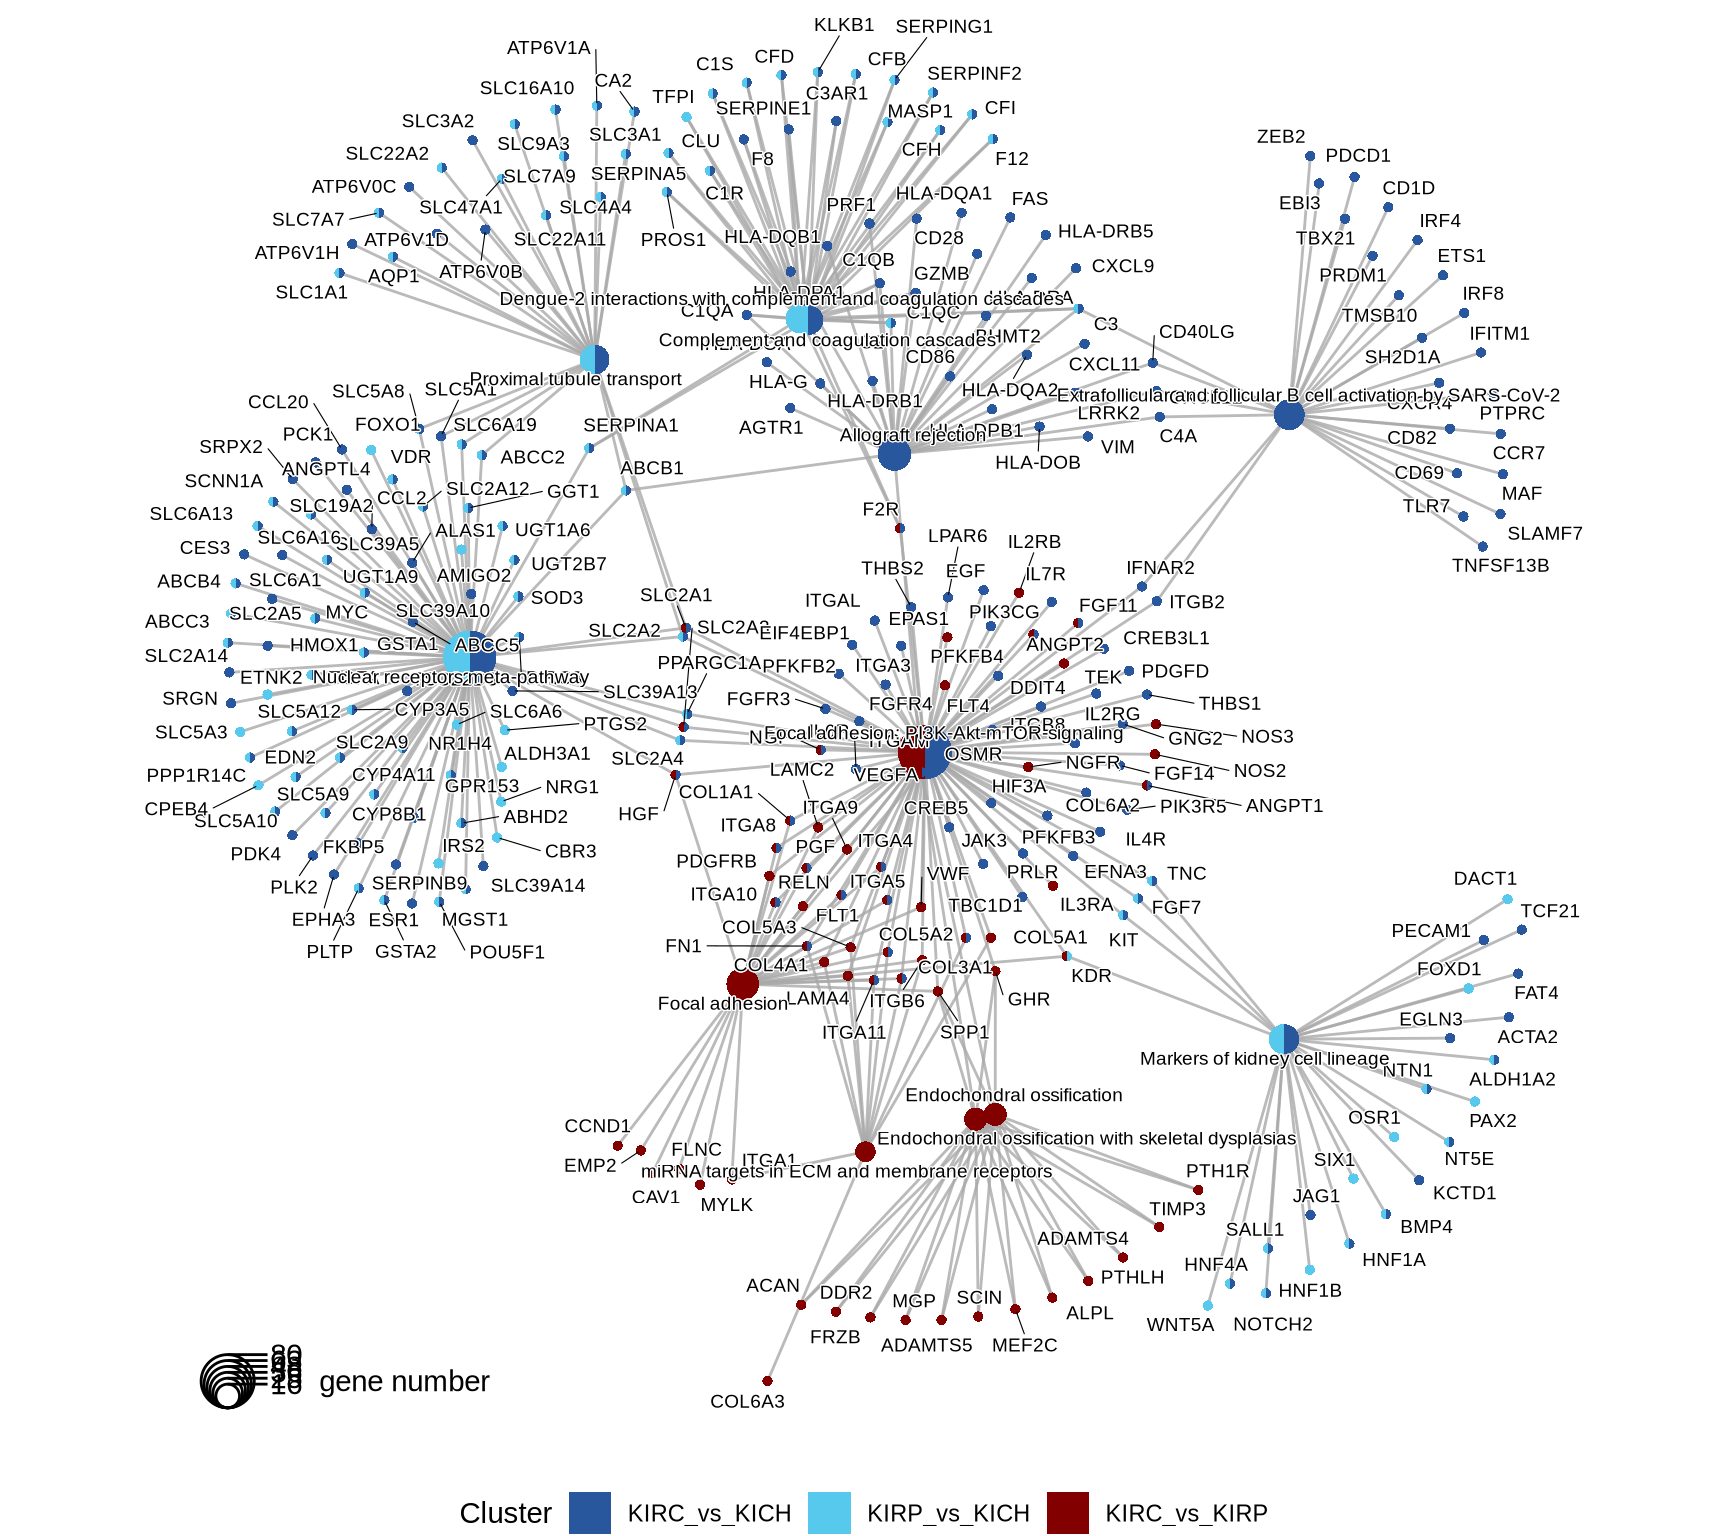 KLKB1
SERPING1
ATP6V1A
C1S
CFD
CFB
SERPINF2
SLC16A10
CA2
TFPI
C3AR1
SERPINE1
MASP1
CFI
SLC3A2
SLC9A3
SLC3A1
CLU
F8
CFH
F12
ZEB2
PDCD1
SLC22A2
ATP6V0C
SLC7A9
SERPINA5
C1R
HLA-DQA1
FAS
CD1D
EBI3
SLC7A7
SLC47A1
SLC4A4
PRF1
IRF4
TBX21
ATP6V1H
ATP6V1D
SLC22A11
PROS1
HLA-DQB1
CD28
HLA-DRB5
ETS1
AQP1
ATP6V0B
C1QB
GZMB
CXCL9
PRDM1
SLC1A1
HLA-DPA1
IRF8
Dengue-2 interactions with complement and coagulation cascades
C1QA
C1QC
C3
TMSB10
IFITM1
Complement and coagulation cascades
CD86
CXCL11
CD40LG
SH2D1A
Proximal tubule transport
HLA-G
HLA-DQA2
SLC5A8
SLC5A1
Extrafollicular and follicular B cell activation by SARS-CoV-2
CCL20
HLA-DRB1
LRRK2
CXCR4
PTPRC
PCK1
FOXO1
SLC6A19
SERPINA1
AGTR1
Allograft rejection
C4A
CD82
SRPX2
VDR
ABCC2
ABCB1
HLA-DOB
VIM
CCR7
SCNN1A
ANGPTL4
CCL2
SLC2A12
GGT1
CD69
MAF
SLC6A13
SLC19A2
F2R
TLR7
SLAMF7
SLC6A16
SLC39A5
ALAS1
UGT1A6
LPAR6
IL2RB
TNFSF13B
CES3
UGT2B7
THBS2
EGF
IL7R
IFNAR2
ABCB4
SLC6A1
UGT1A9
AMIGO2
SOD3
SLC2A1
ITGAL
EPAS1
PIK3CG
FGF11
ITGB2
ABCC3
SLC2A5
MYC
SLC39A10
SLC2A2
EIF4EBP1
ANGPT2
CREB3L1
SLC2A14
HMOX1
GSTA1
ABCC5
PPARGC1A
PFKFB2
ITGA3
PFKFB4
TEK
PDGFD
ETNK2
Nuclear receptors meta-pathway
SLC39A13
FGFR3
FGFR4
DDIT4
THBS1
SRGN
SLC5A12
CYP3A5
SLC6A6
PTGS2
FLT4
IL2RG
ITGB8
SLC5A3
SLC2A9
NR1H4
ALDH3A1
SLC2A4
Focal adhesion: PI3K-Akt-mTOR-signaling
ITGAM
OSMR
GNG2
NOS3
EDN2
LAMC2
VEGFA
NGFR
FGF14
NOS2
PPP1R14C
CYP4A11
GPR153
NRG1
COL1A1
HIF3A
CPEB4
SLC5A9
HGF
ITGA9
CREB5
COL6A2
PIK3R5
ANGPT1
SLC5A10
CYP8B1
ABHD2
ITGA8
JAK3
PFKFB3
IL4R
PDK4
FKBP5
IRS2
CBR3
PDGFRB
PGF
ITGA4
PRLR
EFNA3
TNC
PLK2
SERPINB9
SLC39A14
ITGA10
RELN
ITGA5
VWF
DACT1
EPHA3
ESR1
MGST1
FLT1
TBC1D1
IL3RA
FGF7
TCF21
PLTP
GSTA2
POU5F1
FN1
COL5A3
COL5A2
COL5A1
KIT
PECAM1
COL4A1
COL3A1
KDR
FOXD1
Focal adhesion
LAMA4
ITGB6
GHR
FAT4
ITGA11
SPP1
EGLN3
ACTA2
Markers of kidney cell lineage
NTN1
ALDH1A2
Endochondral ossification
OSR1
PAX2
CCND1
Endochondral ossification with skeletal dysplasias
SIX1
NT5E
EMP2
FLNC
ITGA1
miRNA targets in ECM and membrane receptors
PTH1R
JAG1
KCTD1
CAV1
MYLK
TIMP3
SALL1
BMP4
ADAMTS4
HNF4A
HNF1A
ACAN
DDR2
MGP
SCIN
PTHLH
HNF1B
FRZB
ADAMTS5
MEF2C
ALPL
WNT5A
NOTCH2
COL6A3
80
10
gene number
Cluster
KIRC_vs_KICH
KIRP_vs_KICH
KIRC_vs_KIRP